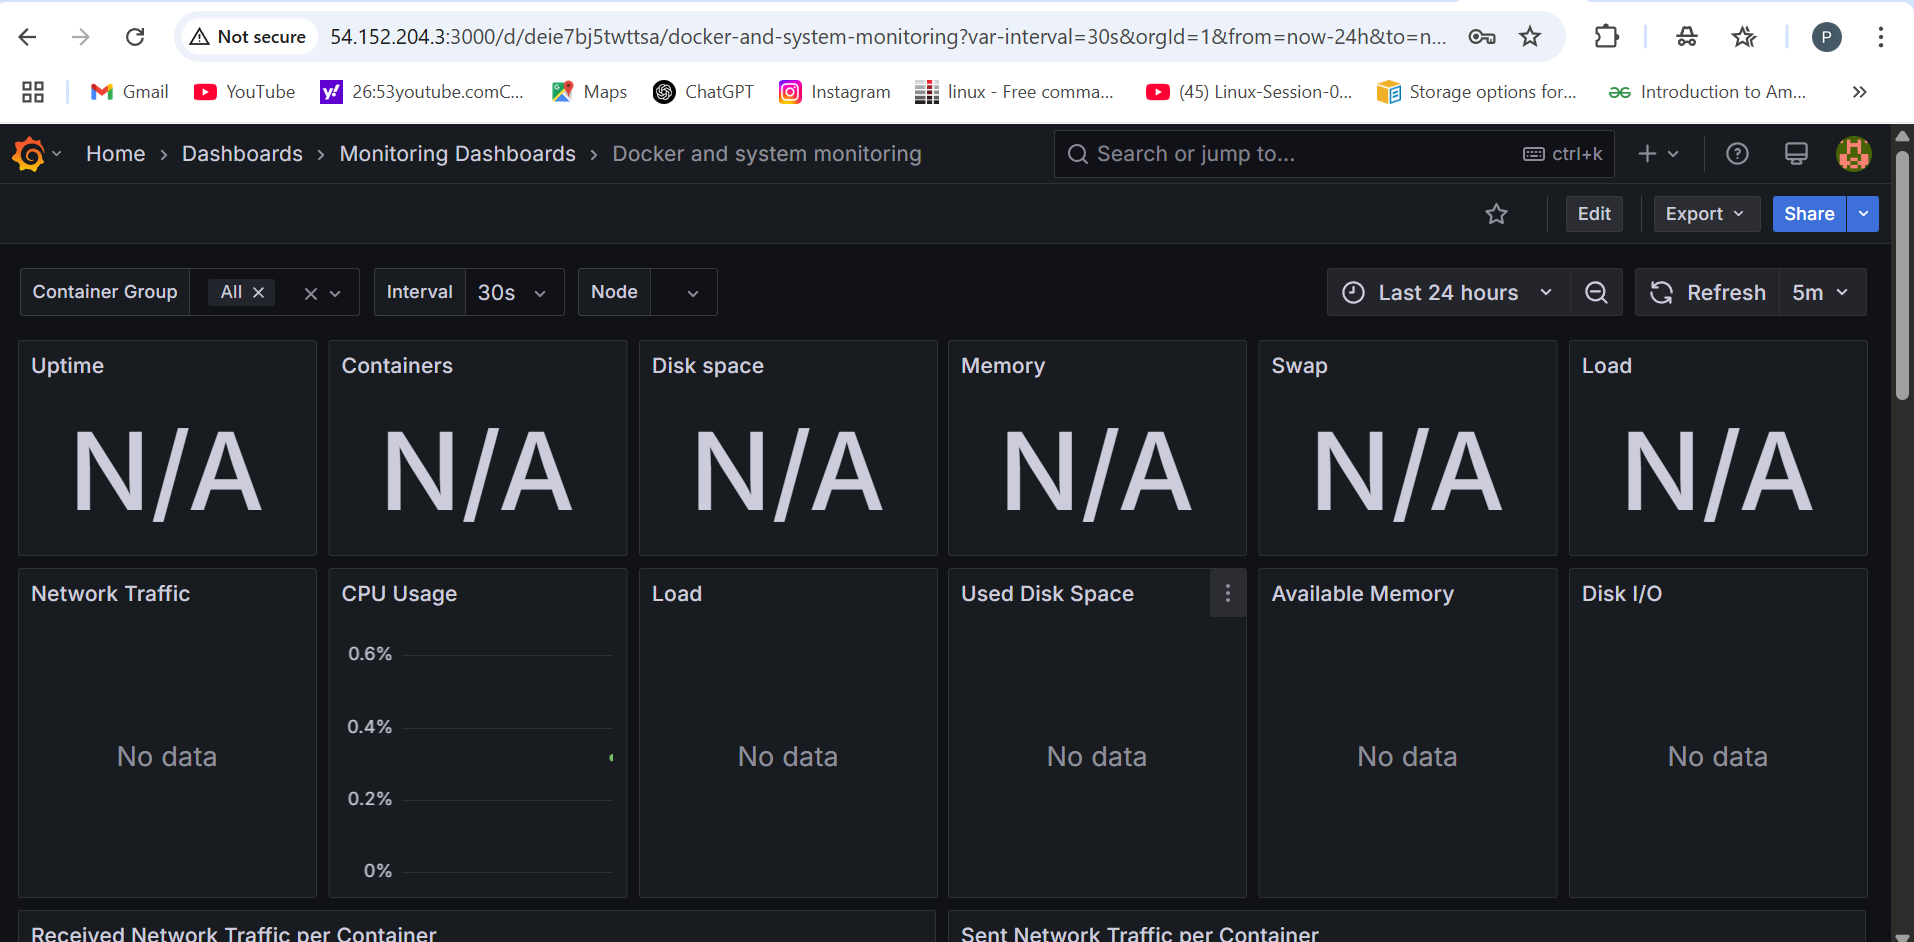 Not secure 54.152.204.3:3000/d/deie7bj5twttsa/docker-and-system-monitoring?var-interval=30s&orgId=1&from=now-24h&to=n... P
Gmail YouTube 26:53youtube.comC... Maps ChatGPT Instagram linux - Free comma... (45) Linux-Session-0... Storage options for... Introduction to Am... »
Home › Dashboards › Monitoring Dashboards › Docker and system monitoring Search or jump to... ctrl+k
Edit Export Share
Container Group All Interval 30s Node Last 24 hours Refresh 5m
Uptime Containers Disk space Memory Swap Load
N/A N/A N/A N/A N/A N/A
Network Traffic CPU Usage Load Used Disk Space Available Memory Disk I/O
0.6%
0.4%
No data No data No data No data No data
0.2%
0%
Received Network Traffic per Container Sent Network Traffic per Container